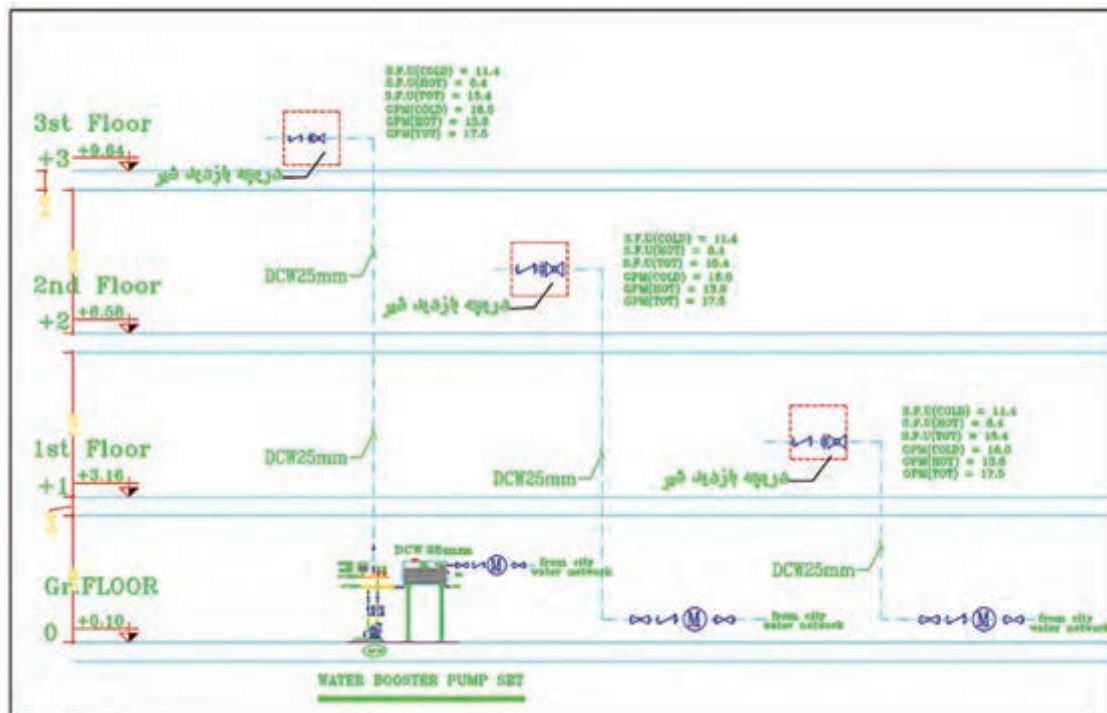 S.F.U(COLD) = 11.4
S.F.U(HOT) = 8.4
S.F.U(TOT) = 15.4
GPM(COLD) = 16.0
GPM(HOT) = 13.0
GPM(TOT) = 17.5
3st Floor
+3
+9.64
دریچه بازدید شیر
DCW25mm
S.F.U(COLD) = 11.4
S.F.U(HOT) = 8.4
S.F.U(TOT) = 15.4
GPM(COLD) = 16.0
GPM(HOT) = 13.0
GPM(TOT) = 17.5
2nd Floor
+2
+6.58
دریچه بازدید شیر
S.F.U(COLD) = 11.4
S.F.U(HOT) = 8.4
S.F.U(TOT) = 15.4
GPM(COLD) = 16.0
GPM(HOT) = 13.0
GPM(TOT) = 17.5
1st Floor
+1
+3.16
DCW25mm
DCW25mm
دریچه بازدید شیر
DCW 25mm
M
from city
water network
DCW25mm
Gr.FLOOR
0
+0.10
M
from city
water network
M
from city
water network
WATER BOOSTER PUMP SET